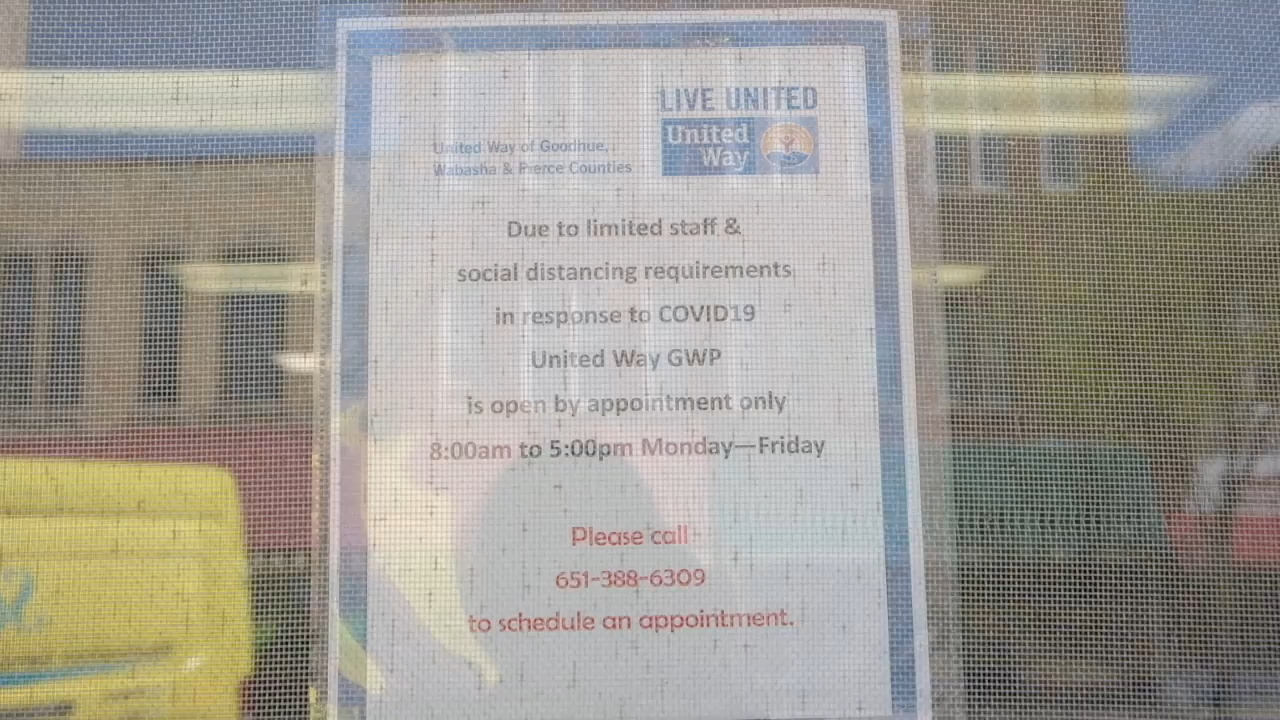 LIVE UNITED
United Way of Goodhue,
Wabasha & Pierce Counties
United
Way
Due to limited staff &
social distancing requirements
in response to COVID19
United Way GWP
is open by appointment only
8:00am to 5:00pm Monday—Friday
Please call
651-388-6309
to schedule an appointment.